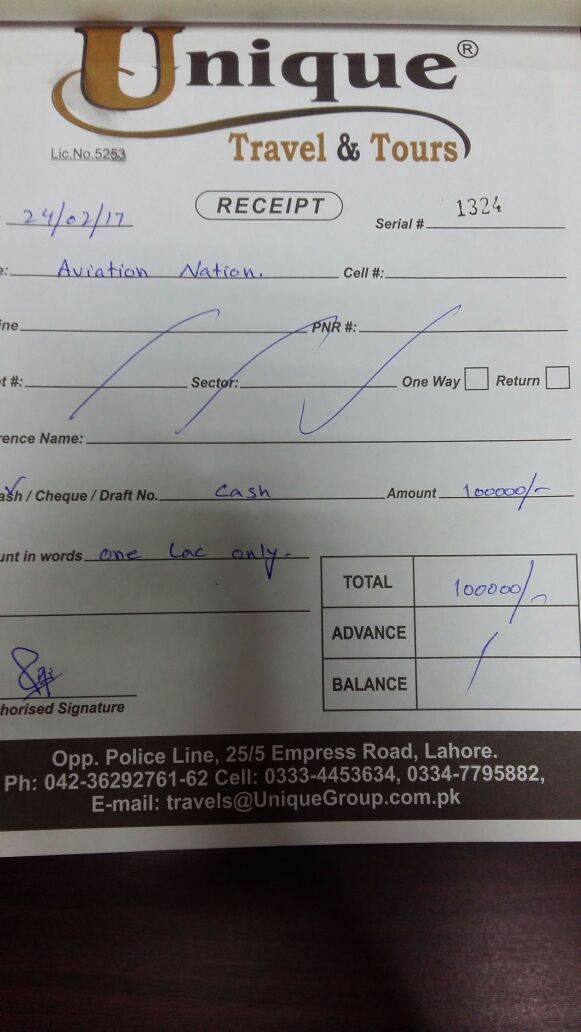 Unique®
Travel & Tours
Lic.No.5253
RECEIPT
24/02/17
Serial # 1324
e: Aviation Nation. Cell #:
ine PNR #:
t #: Sector: One Way Return
rence Name:
ash / Cheque / Draft No. Cash Amount 100000/-
unt in words one lac only.
TOTAL 100000/-
ADVANCE
BALANCE
horised Signature
Opp. Police Line, 25/5 Empress Road, Lahore.
Ph: 042-36292761-62 Cell: 0333-4453634, 0334-7795882,
E-mail: travels@UniqueGroup.com.pk